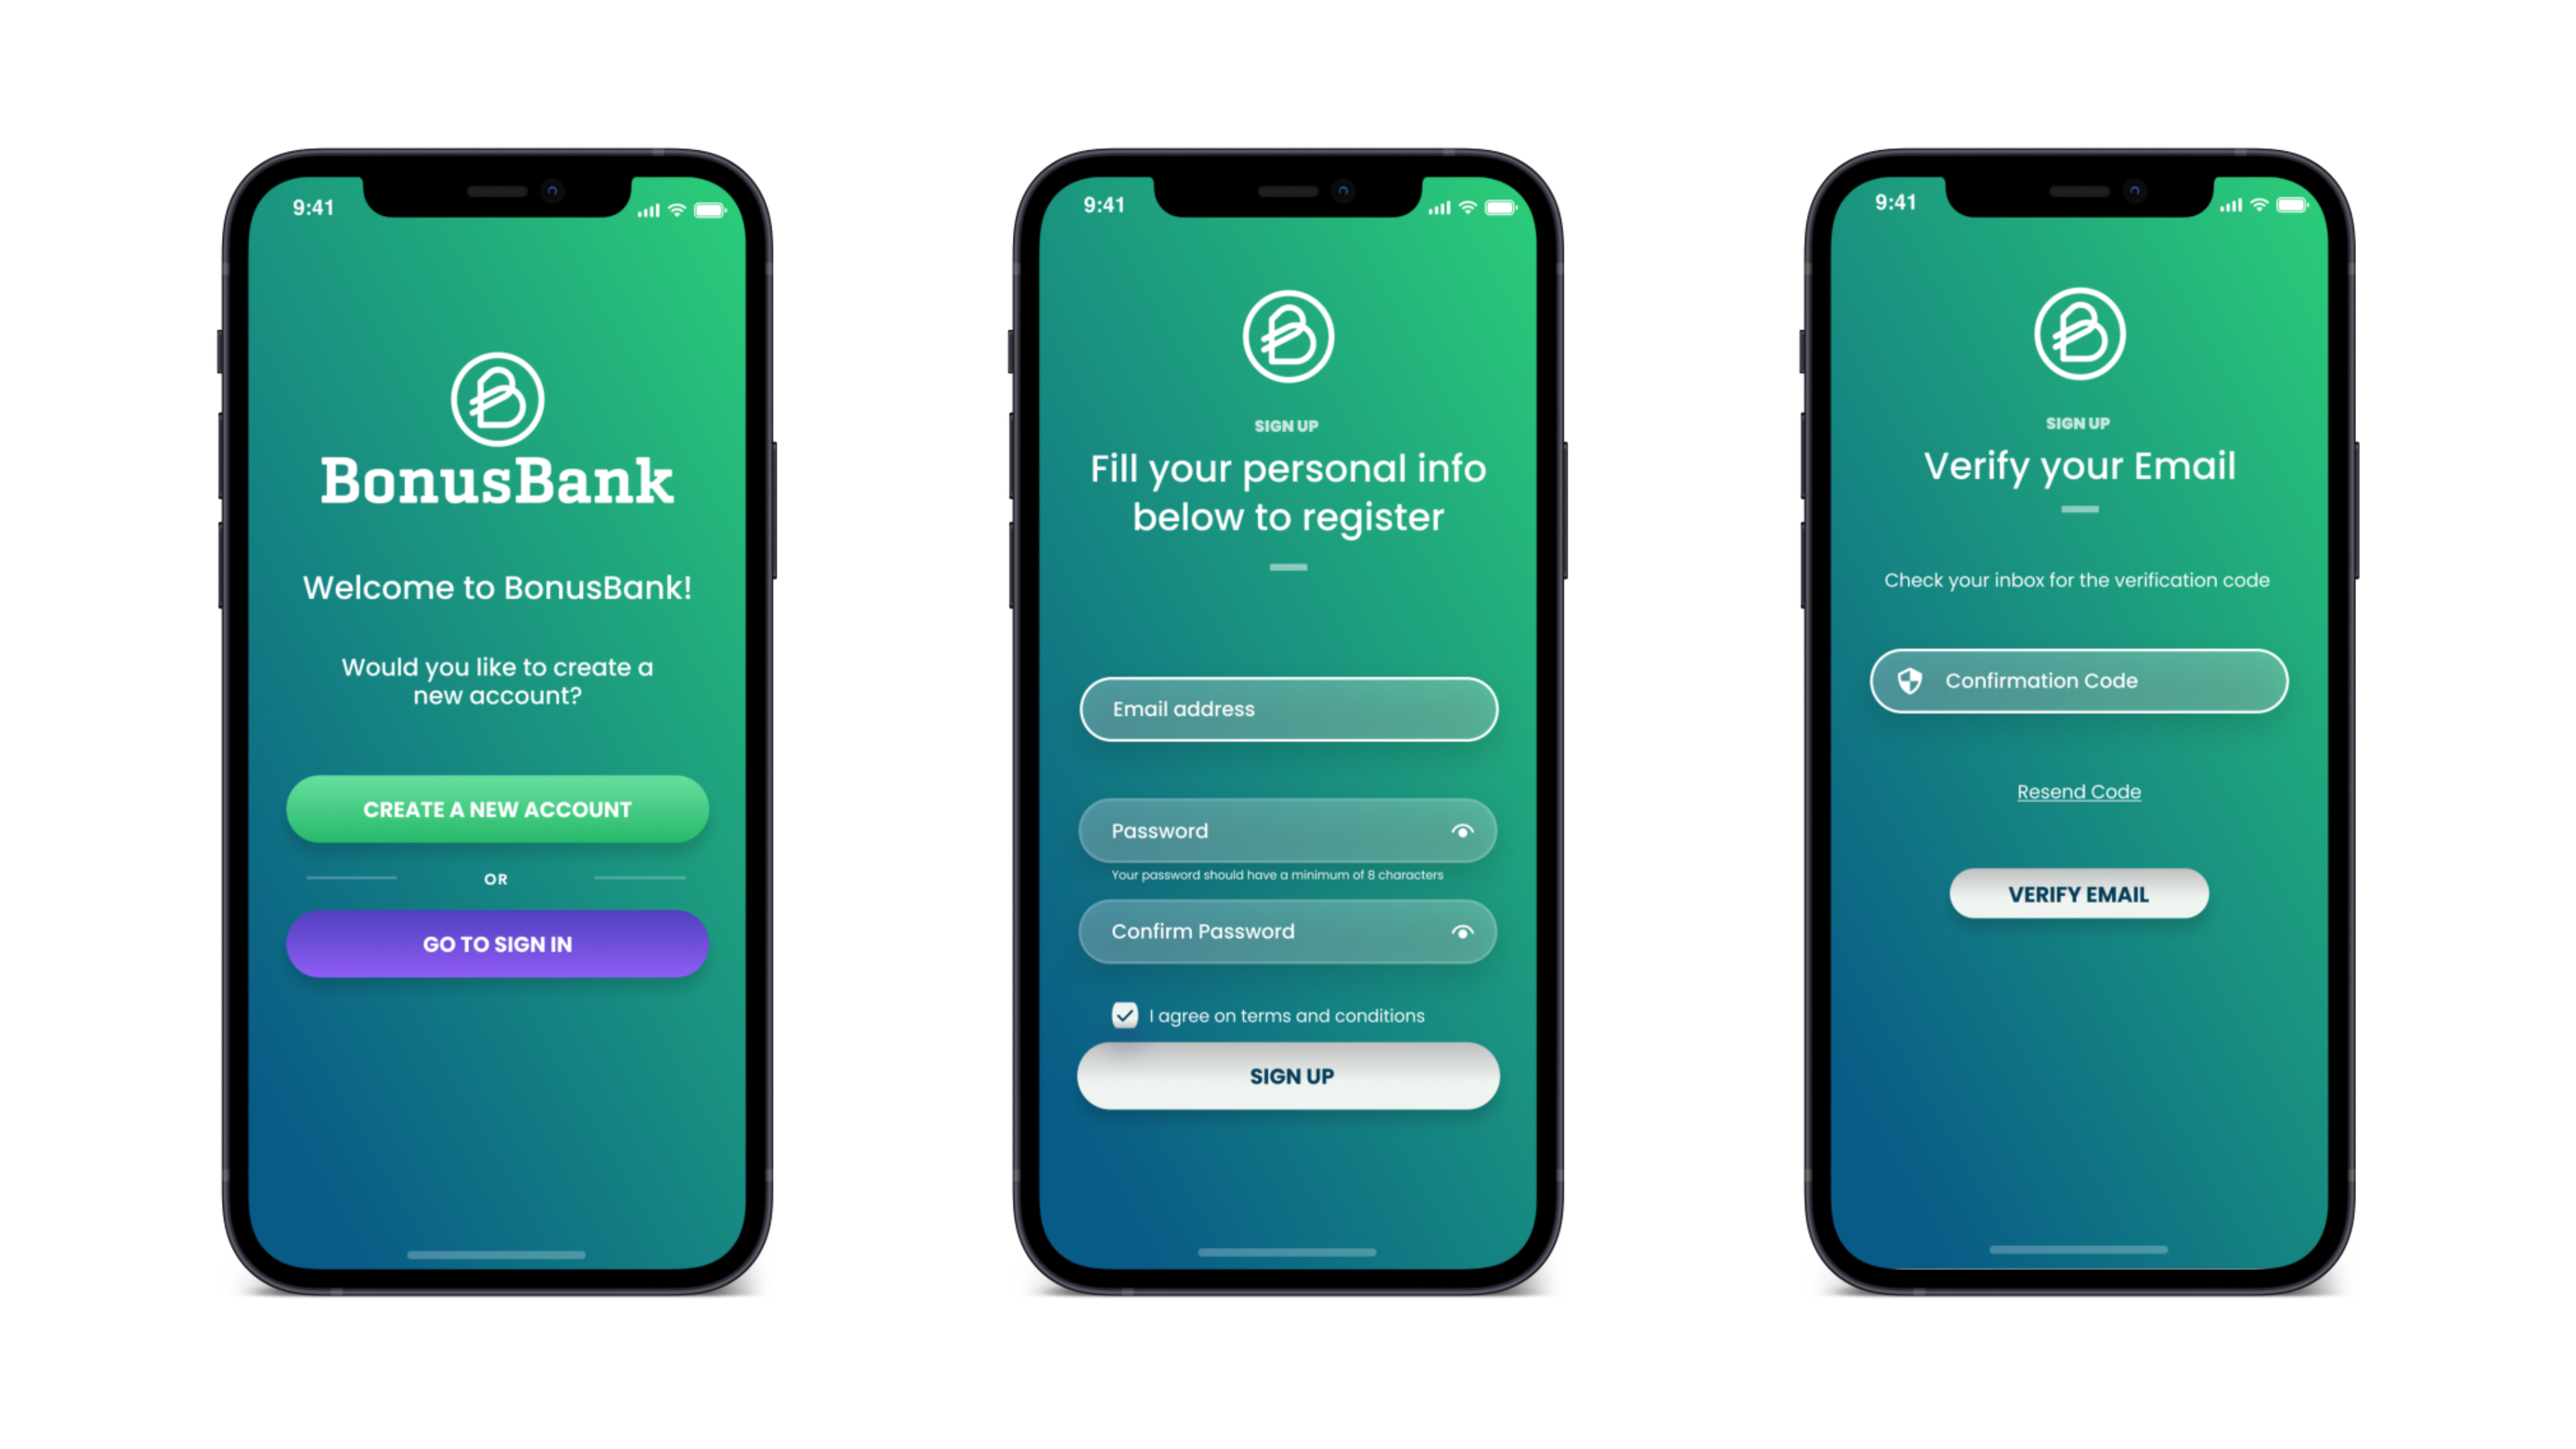 9:41
BonusBank
Welcome to BonusBank!
Would you like to create a
new account?
CREATE A NEW ACCOUNT
OR
GO TO SIGN IN
9:41
SIGN UP
Fill your personal info
below to register
Email address
Password
Your password should have a minimum of 8 characters
Confirm Password
I agree on terms and conditions
SIGN UP
9:41
SIGN UP
Verify your Email
Check your inbox for the verification code
Confirmation Code
Resend Code
VERIFY EMAIL